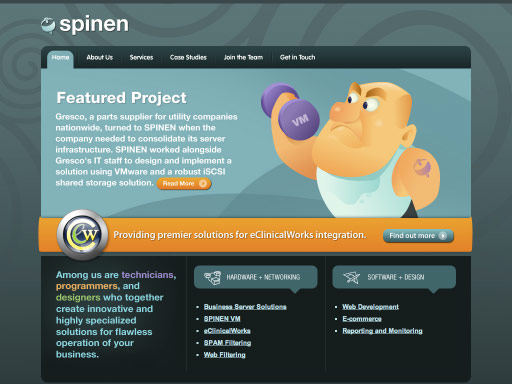 spinen
Home About Us Services Case Studies Join the Team Get in Touch
Featured Project
Gresco, a parts supplier for utility companies
nationwide, turned to SPINEN when the
company needed to consolidate its server
infrastructure. SPINEN worked alongside
Gresco's IT staff to design and implement a
solution using VMware and a robust iSCSI
shared storage solution. Read More
VM
eCW
Providing premier solutions for eClinicalWorks integration. Find out more
Among us are technicians,
programmers, and
designers who together
create innovative and
highly specialized
solutions for flawless
operation of your
business.
HARDWARE + NETWORKING
Business Server Solutions
SPINEN VM
eClinicalWorks
SPAM Filtering
Web Filtering
SOFTWARE + DESIGN
Web Development
E-commerce
Reporting and Monitoring